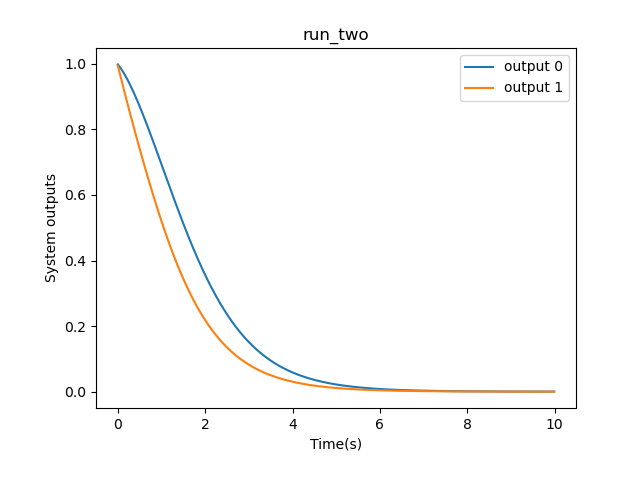 run_two
output 0
output 1
System outputs
1.0
0.8
0.6
0.4
0.2
0.0
0 2 4 6 8 10
Time(s)